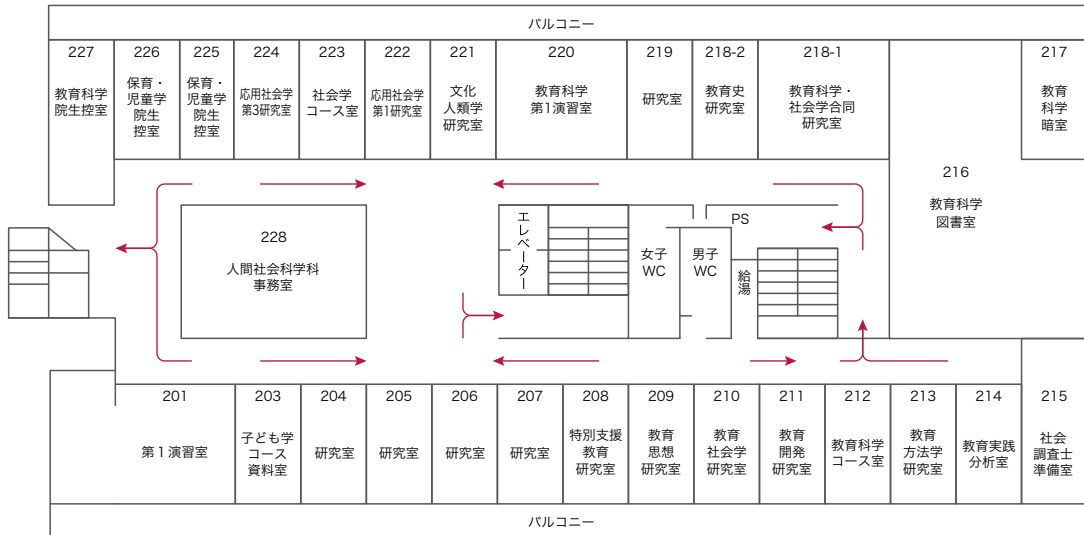 バルコニー
227
教育科学
院生控室
226
保育・
児童学
院生
控室
225
保育・
児童学
院生
控室
224
応用社会学
第3研究室
223
社会学
コース室
222
応用社会学
第1研究室
221
文化
人類学
研究室
220
教育科学
第1演習室
219
研究室
218-2
教育史
研究室
218-1
教育科学・
社会学合同
研究室
217
教育
科学
暗室
216
教育科学
図書室
228
人間社会科学科
事務室
エレベーター
女子
WC
男子
WC
PS
給湯
201
第1演習室
203
子ども学
コース
資料室
204
研究室
205
研究室
206
研究室
207
研究室
208
特別支援
教育
研究室
209
教育
思想
研究室
210
教育
社会学
研究室
211
教育
開発
研究室
212
教育科学
コース室
213
教育
方法学
研究室
214
教育実践
分析室
215
社会
調査士
準備室
バルコニー